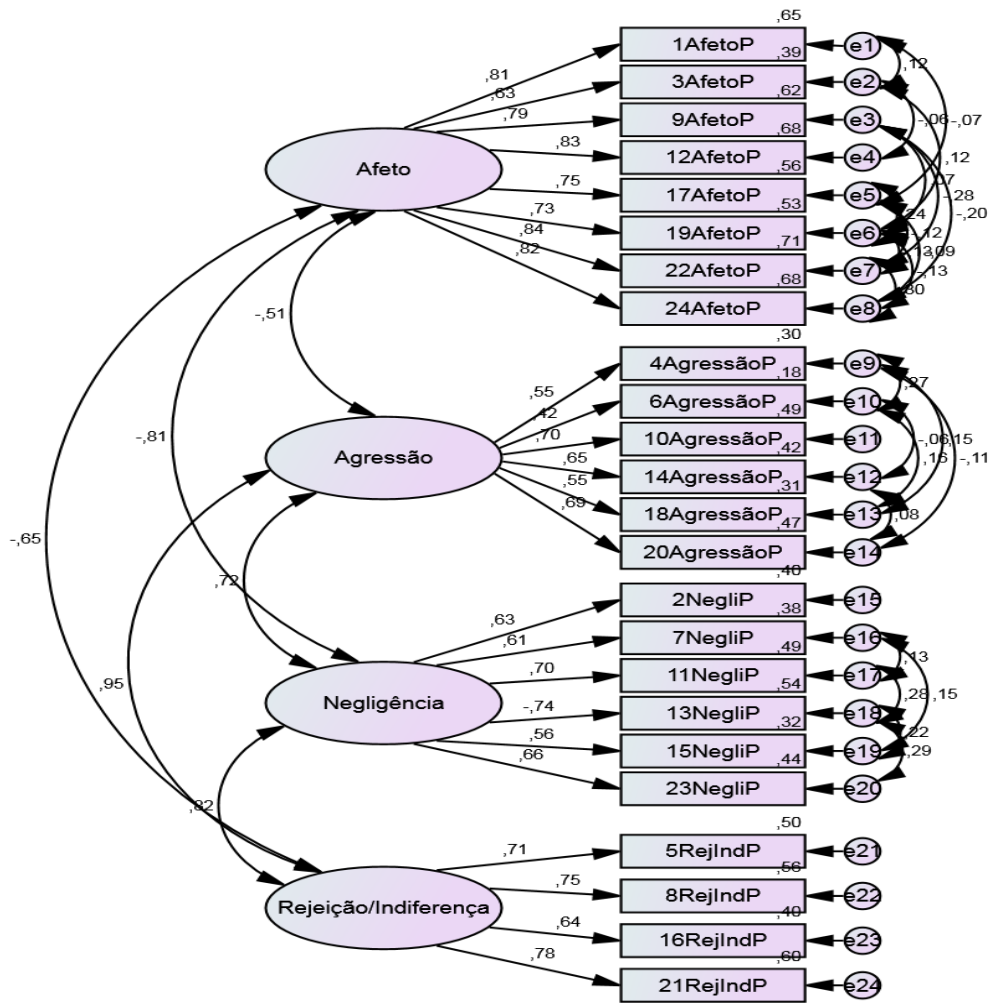 ,65
1AfetoP
e1
,39
,12
,81
3AfetoP
e2
,63
,62
,79
9AfetoP
e3
-,06
-,07
,68
,83
12AfetoP
e4
,12
,56
Afeto
,75
17AfetoP
e5
-,28
,53
,73
19AfetoP
e6
,24
-,20
,71
,84
22AfetoP
e7
-,12
,09
,68
,82
24AfetoP
e8
-,13
-,51
,30
4AgressãoP
e9
,18
,27
,55
6AgressãoP
e10
,49
,42
,70
10AgressãoP
e11
-,06
,15
-,81
,42
Agressão
,65
14AgressãoP
e12
,16
-,11
,31
,55
18AgressãoP
e13
,47
,08
,69
20AgressãoP
e14
-,65
,40
,72
2NegliP
e15
,38
,63
7NegliP
e16
,49
,61
,13
,70
11NegliP
e17
,54
,95
,28
,15
Negligência
-,74
13NegliP
e18
,32
,22
,56
15NegliP
e19
,44
,29
,66
23NegliP
e20
,82
,50
,71
5RejIndP
e21
,56
,75
8RejIndP
e22
,40
Rejeição/Indiferença
,64
16RejIndP
e23
,60
,78
21RejIndP
e24